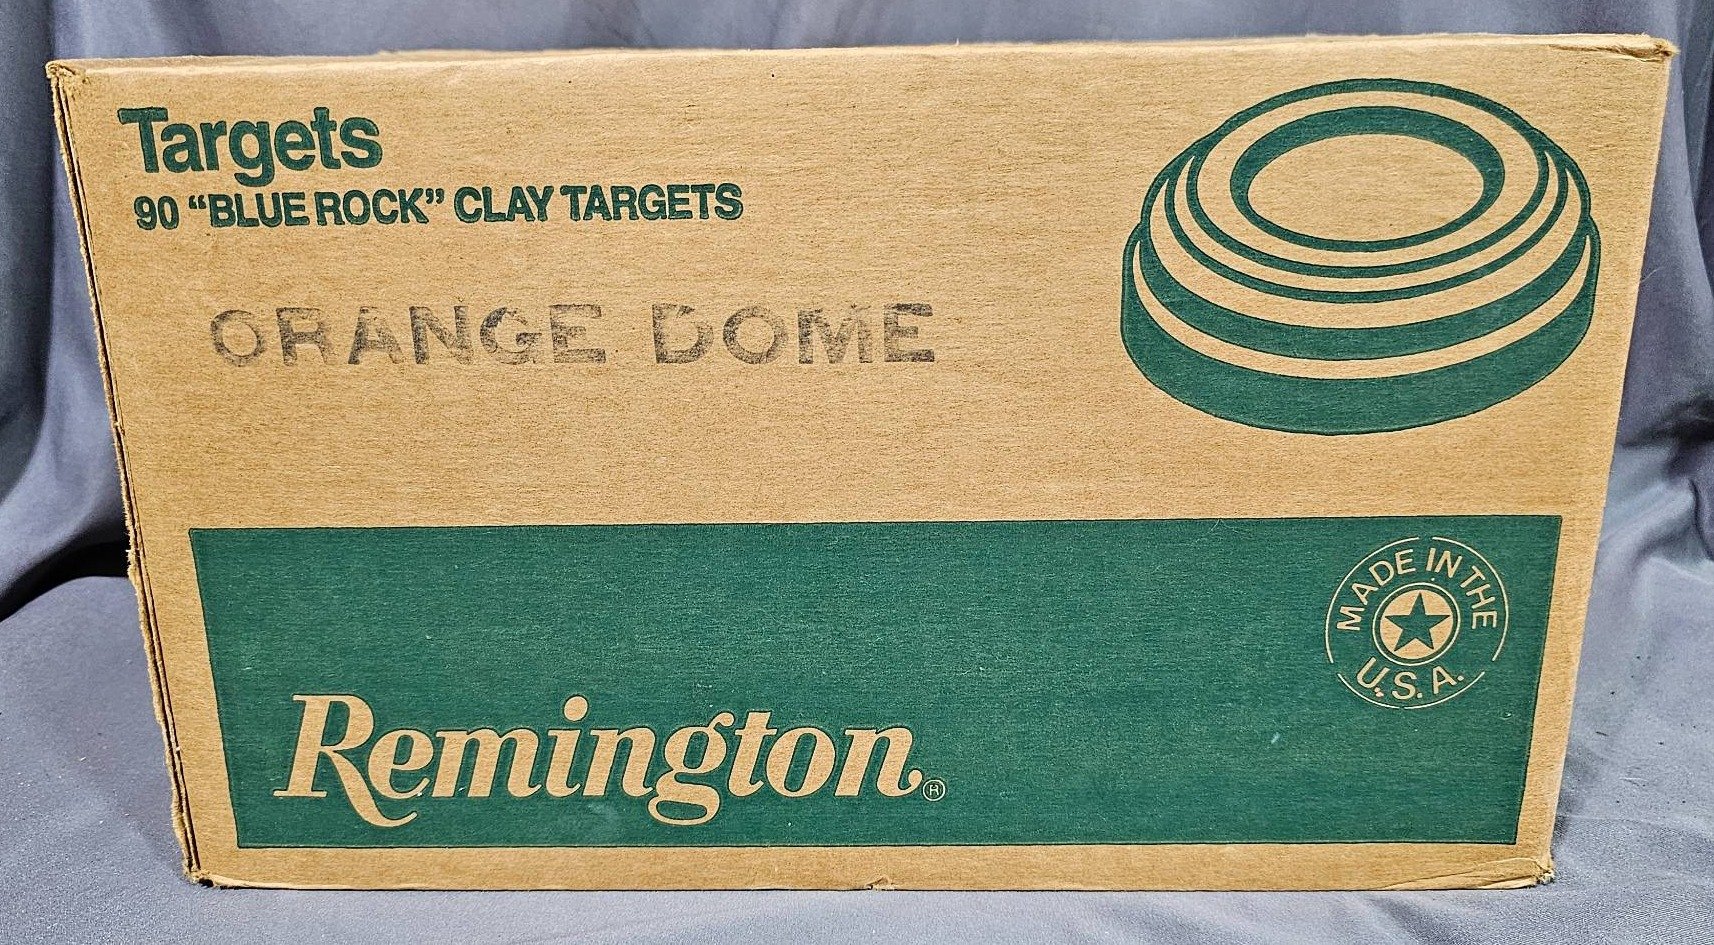 Targets
90 “BLUE ROCK” CLAY TARGETS
ORANGE DOME
MADE IN THE
U.S.A.
Remington®